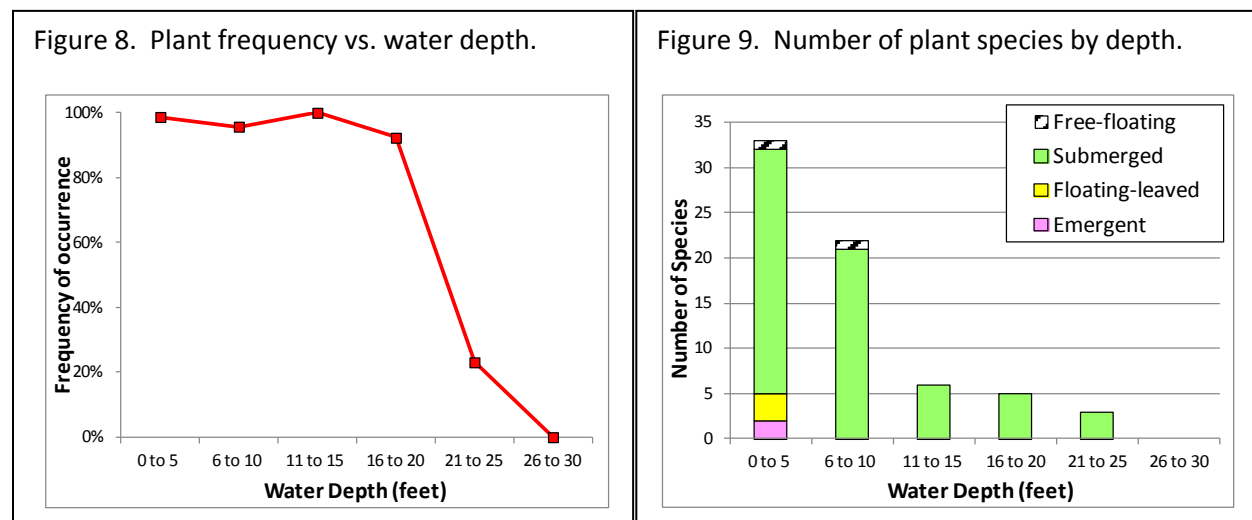 Figure 8.  Plant frequency vs. water depth.
100%
80%
60%
40%
20%
0%
Frequency of occurrence
0 to 5 6 to 10 11 to 15 16 to 20 21 to 25 26 to 30
Water Depth (feet)
Figure 9.  Number of plant species by depth.
35
30
25
20
15
10
5
0
Number of Species
Free-floating
Submerged
Floating-leaved
Emergent
0 to 5 6 to 10 11 to 15 16 to 20 21 to 25 26 to 30
Water Depth (feet)